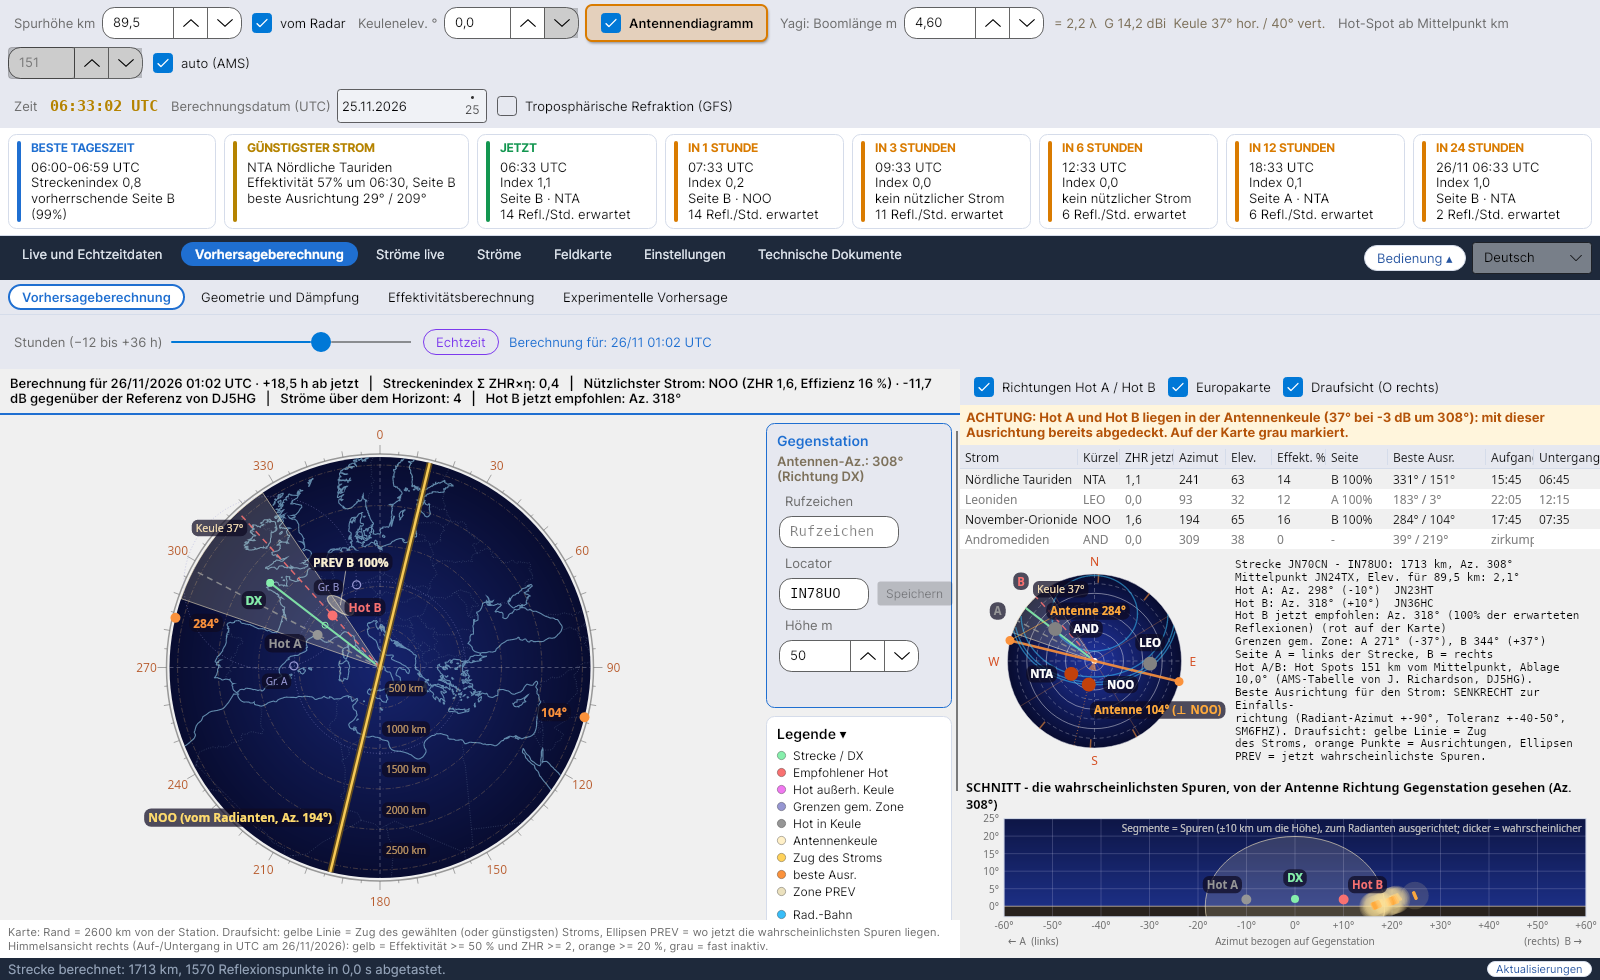 Spurhöhe km 89,5 vom Radar Keulenelev. ° 0,0 Antennendiagramm Yagi: Boomlänge m 4,60 = 2,2 λ G 14,2 dBi Keule 37° hor. / 40° vert. Hot-Spot ab Mittelpunkt km
151 auto (AMS)
Zeit 06:33:02 UTC Berechnungsdatum (UTC) 25.11.2026 25 Troposphärische Refraktion (GFS)
BESTE TAGESZEIT
06:00-06:59 UTC
Streckenindex 0,8
vorherrschende Seite B
(99%)
GÜNSTIGSTER STROM
NTA Nördliche Tauriden
Effektivität 57% um 06:30, Seite B
beste Ausrichtung 29° / 209°
JETZT
06:33 UTC
Index 1,1
Seite B · NTA
14 Refl./Std. erwartet
IN 1 STUNDE
07:33 UTC
Index 0,2
Seite B · NOO
14 Refl./Std. erwartet
IN 3 STUNDEN
09:33 UTC
Index 0,0
kein nützlicher Strom
11 Refl./Std. erwartet
IN 6 STUNDEN
12:33 UTC
Index 0,0
kein nützlicher Strom
6 Refl./Std. erwartet
IN 12 STUNDEN
18:33 UTC
Index 0,1
Seite A · NTA
6 Refl./Std. erwartet
IN 24 STUNDEN
26/11 06:33 UTC
Index 1,0
Seite B · NTA
2 Refl./Std. erwartet
Live und Echtzeitdaten Vorhersageberechnung Ströme live Ströme Feldkarte Einstellungen Technische Dokumente Bedienung ▴ Deutsch
Vorhersageberechnung Geometrie und Dämpfung Effektivitätsberechnung Experimentelle Vorhersage
Stunden (−12 bis +36 h) Echtzeit Berechnung für: 26/11 01:02 UTC
Berechnung für 26/11/2026 01:02 UTC · +18,5 h ab jetzt | Streckenindex Σ ZHR×η: 0,4 | Nützlichster Strom: NOO (ZHR 1,6, Effizienz 16 %) · -11,7
dB gegenüber der Referenz von DJ5HG | Ströme über dem Horizont: 4 | Hot B jetzt empfohlen: Az. 318°
0
30
60
90
120
150
180
210
240
270
300
330
Keule 37°
PREV B 100%
Gr. B
DX
Hot B
284°
Hot A
Gr. A
500 km
104°
1000 km
1500 km
2000 km
NOO (vom Radianten, Az. 194°)
2500 km
Gegenstation
Antennen-Az.: 308°
(Richtung DX)
Rufzeichen
Rufzeichen
Locator
IN78UO Speichern
Höhe m
50
Legende ▾
Strecke / DX
Empfohlener Hot
Hot außerh. Keule
Grenzen gem. Zone
Hot in Keule
Antennenkeule
Zug des Stroms
beste Ausr.
Zone PREV
Rad.-Bahn
Karte: Rand = 2600 km von der Station. Draufsicht: gelbe Linie = Zug des gewählten (oder günstigsten) Stroms, Ellipsen PREV = wo jetzt die wahrscheinlichsten Spuren liegen.
Himmelsansicht rechts (Auf-/Untergang in UTC am 26/11/2026): gelb = Effektivität >= 50 % und ZHR >= 2, orange >= 20 %, grau = fast inaktiv.
Richtungen Hot A / Hot B Europakarte Draufsicht (O rechts)
ACHTUNG: Hot A und Hot B liegen in der Antennenkeule (37° bei -3 dB um 308°): mit dieser
Ausrichtung bereits abgedeckt. Auf der Karte grau markiert.
Strom Kürzel ZHR jetzt Azimut Elev. Effekt. % Seite Beste Ausr. Aufgan Untergang
Nördliche Tauriden NTA 1,1 241 63 14 B 100% 331° / 151° 15:45 06:45
Leoniden LEO 0,0 93 32 12 A 100% 183° / 3° 22:05 12:15
November-Orionide NOO 1,6 194 65 16 B 100% 284° / 104° 17:45 07:35
Andromediden AND 0,0 309 38 0 - 39° / 219° zirkump
N
B
Keule 37°
A
Antenne 284°
AND
LEO
W
E
NTA
NOO
Antenne 104° (⊥ NOO)
S
Strecke JN70CN - IN78UO: 1713 km, Az. 308°
Mittelpunkt JN24TX, Elev. für 89,5 km: 2,1°
Hot A: Az. 298° (-10°) JN23HT
Hot B: Az. 318° (+10°) JN36HC
Hot B jetzt empfohlen: Az. 318° (100% der erwarteten
Reflexionen) (rot auf der Karte)
Grenzen gem. Zone: A 271° (-37°), B 344° (+37°)
Seite A = links der Strecke, B = rechts
Hot A/B: Hot Spots 151 km vom Mittelpunkt, Ablage
10,0° (AMS-Tabelle von J. Richardson, DJ5HG).
Beste Ausrichtung für den Strom: SENKRECHT zur
Einfalls-
richtung (Radiant-Azimut +-90°, Toleranz +-40-50°,
SM6FHZ). Draufsicht: gelbe Linie = Zug
des Stroms, orange Punkte = Ausrichtungen, Ellipsen
PREV = jetzt wahrscheinlichste Spuren.
SCHNITT - die wahrscheinlichsten Spuren, von der Antenne Richtung Gegenstation gesehen (Az.
308°)
Segmente = Spuren (±10 km um die Höhe), zum Radianten ausgerichtet; dicker = wahrscheinlicher
25°
20°
15°
10°
5°
0°
Hot A DX Hot B
-60° -50° -40° -30° -20° -10° 0° +10° +20° +30° +40° +50° +60°
← A (links) Azimut bezogen auf Gegenstation (rechts) B →
Strecke berechnet: 1713 km, 1570 Reflexionspunkte in 0,0 s abgetastet. Aktualisierungen